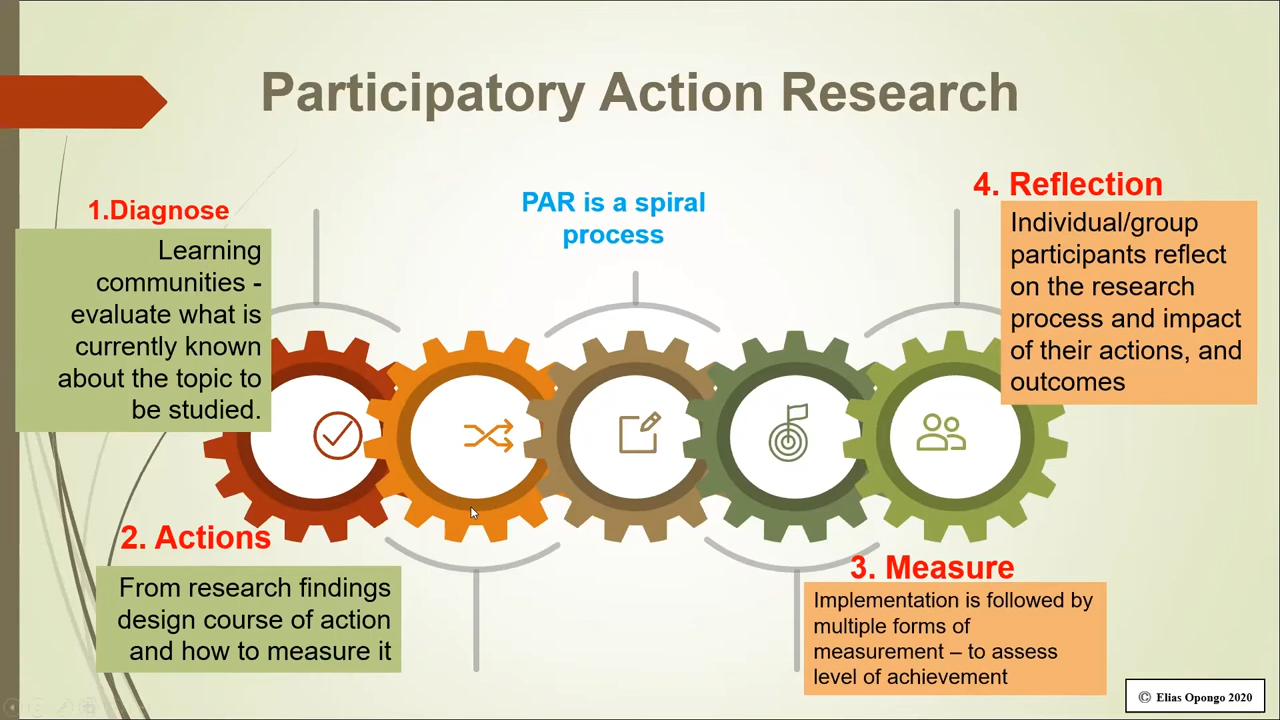 Participatory Action Research
1.Diagnose
Learning
communities -
evaluate what is
currently known
about the topic to
be studied.
2. Actions
From research findings
design course of action
and how to measure it
PAR is a spiral
process
3. Measure
Implementation is followed by
multiple forms of
measurement – to assess
level of achievement
4. Reflection
Individual/group
participants reflect
on the research
process and impact
of their actions, and
outcomes
© Elias Opongo 2020